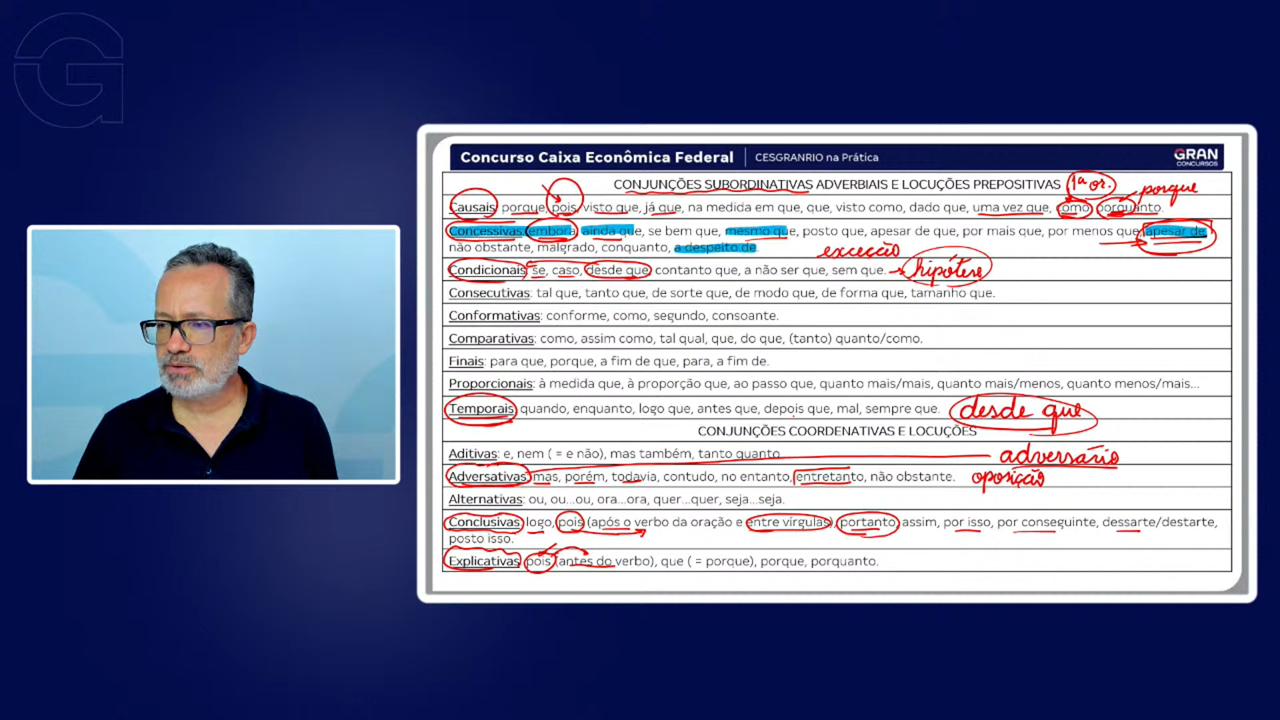 G
Concurso Caixa Econômica Federal | CESGRANRIO na Prática GRAN CONCURSOS
CONJUNÇÕES SUBORDINATIVAS ADVERBIAIS E LOCUÇÕES PREPOSITIVAS 1ª or. porque
Causais: porque, pois, visto que, já que, na medida em que, que, visto como, dado que, uma vez que, como, porquanto.
Concessivas: embora, ainda que, se bem que, mesmo que, posto que, apesar de que, por mais que, por menos que, apesar de,
não obstante, malgrado, conquanto, a despeito de. exceção
Condicionais: se, caso, desde que, contanto que, a não ser que, sem que. → hipótese
Consecutivas: tal que, tanto que, de sorte que, de modo que, de forma que, tamanho que.
Conformativas: conforme, como, segundo, consoante.
Comparativas: como, assim como, tal qual, que, do que, (tanto) quanto/como.
Finais: para que, porque, a fim de que, para, a fim de.
Proporcionais: à medida que, à proporção que, ao passo que, quanto mais/mais, quanto mais/menos, quanto menos/mais...
Temporais: quando, enquanto, logo que, antes que, depois que, mal, sempre que. desde que
CONJUNÇÕES COORDENATIVAS E LOCUÇÕES
Aditivas: e, nem ( = e não), mas também, tanto quanto. adversário
Adversativas: mas, porém, todavia, contudo, no entanto, entretanto, não obstante. oposição
Alternativas: ou, ou...ou, ora...ora, quer...quer, seja...seja.
Conclusivas: logo, pois (após o verbo da oração e entre vírgulas), portanto, assim, por isso, por conseguinte, dessarte/destarte,
posto isso.
Explicativas: pois (antes do verbo), que ( = porque), porque, porquanto.